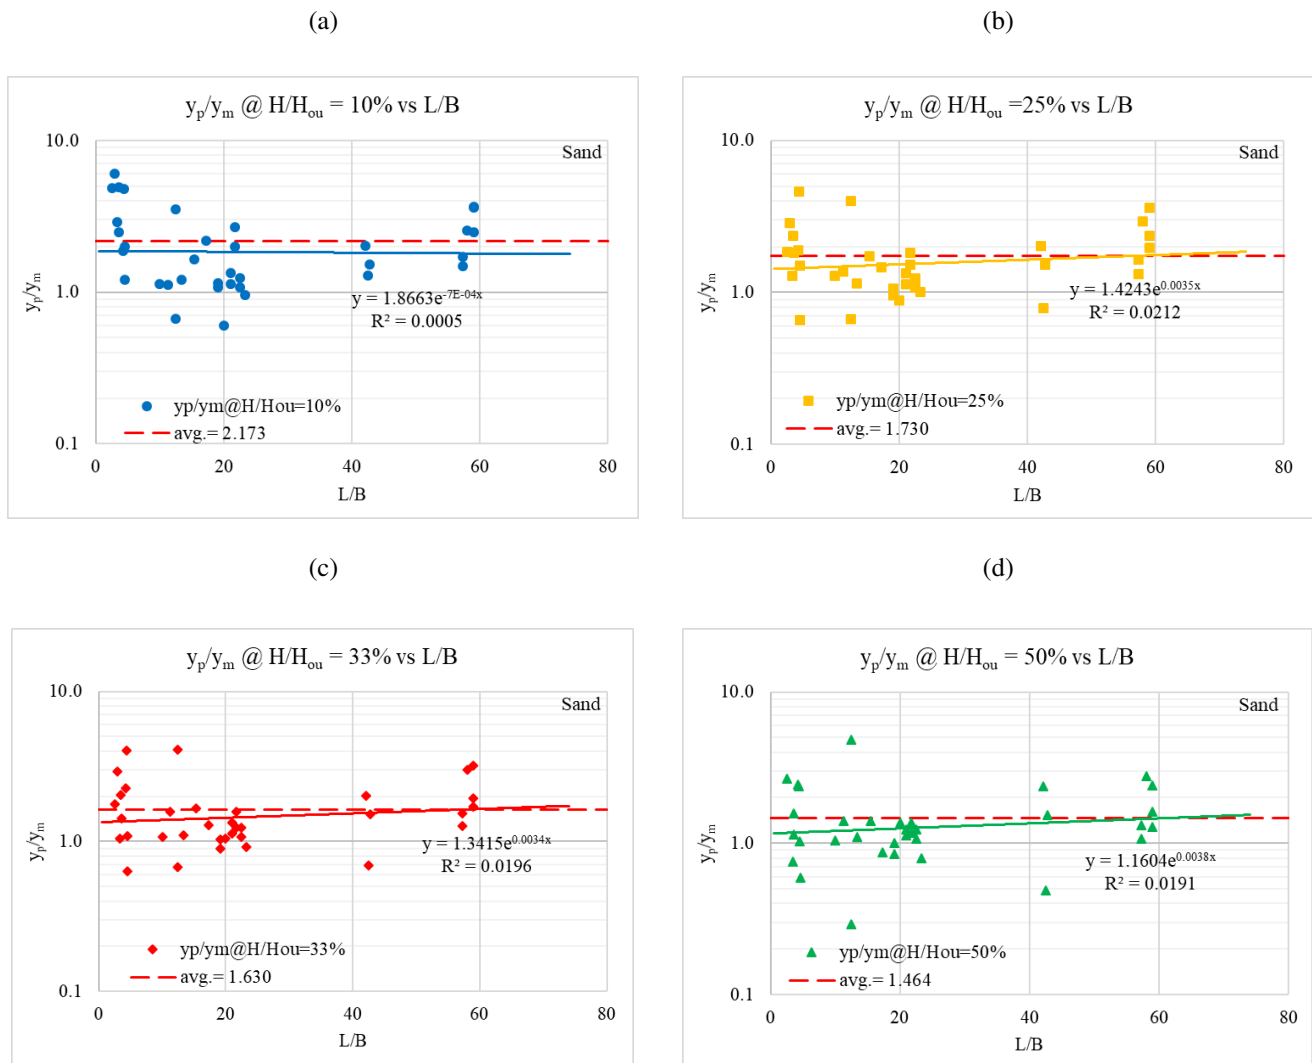 (a)
(b)
yp/ym @ H/Hou = 10% vs L/B
10.0
Sand
1.0
y = 1.8663e-7E-04x
R² = 0.0005
yp/ym@H/Hou=10%
avg.= 2.173
0.1
0 20 40 60 80
L/B
yp/ym
yp/ym @ H/Hou =25% vs L/B
10.0
Sand
1.0
y = 1.4243e0.0035x
R² = 0.0212
yp/ym@H/Hou=25%
avg.= 1.730
0.1
0 20 40 60 80
L/B
yp/ym
(c)
(d)
yp/ym @ H/Hou = 33% vs L/B
10.0
Sand
1.0
y = 1.3415e0.0034x
R² = 0.0196
yp/ym@H/Hou=33%
avg.= 1.630
0.1
0 20 40 60 80
L/B
yp/ym
yp/ym @ H/Hou = 50% vs L/B
10.0
Sand
1.0
y = 1.1604e0.0038x
R² = 0.0191
yp/ym@H/Hou=50%
avg.= 1.464
0.1
0 20 40 60 80
L/B
yp/ym